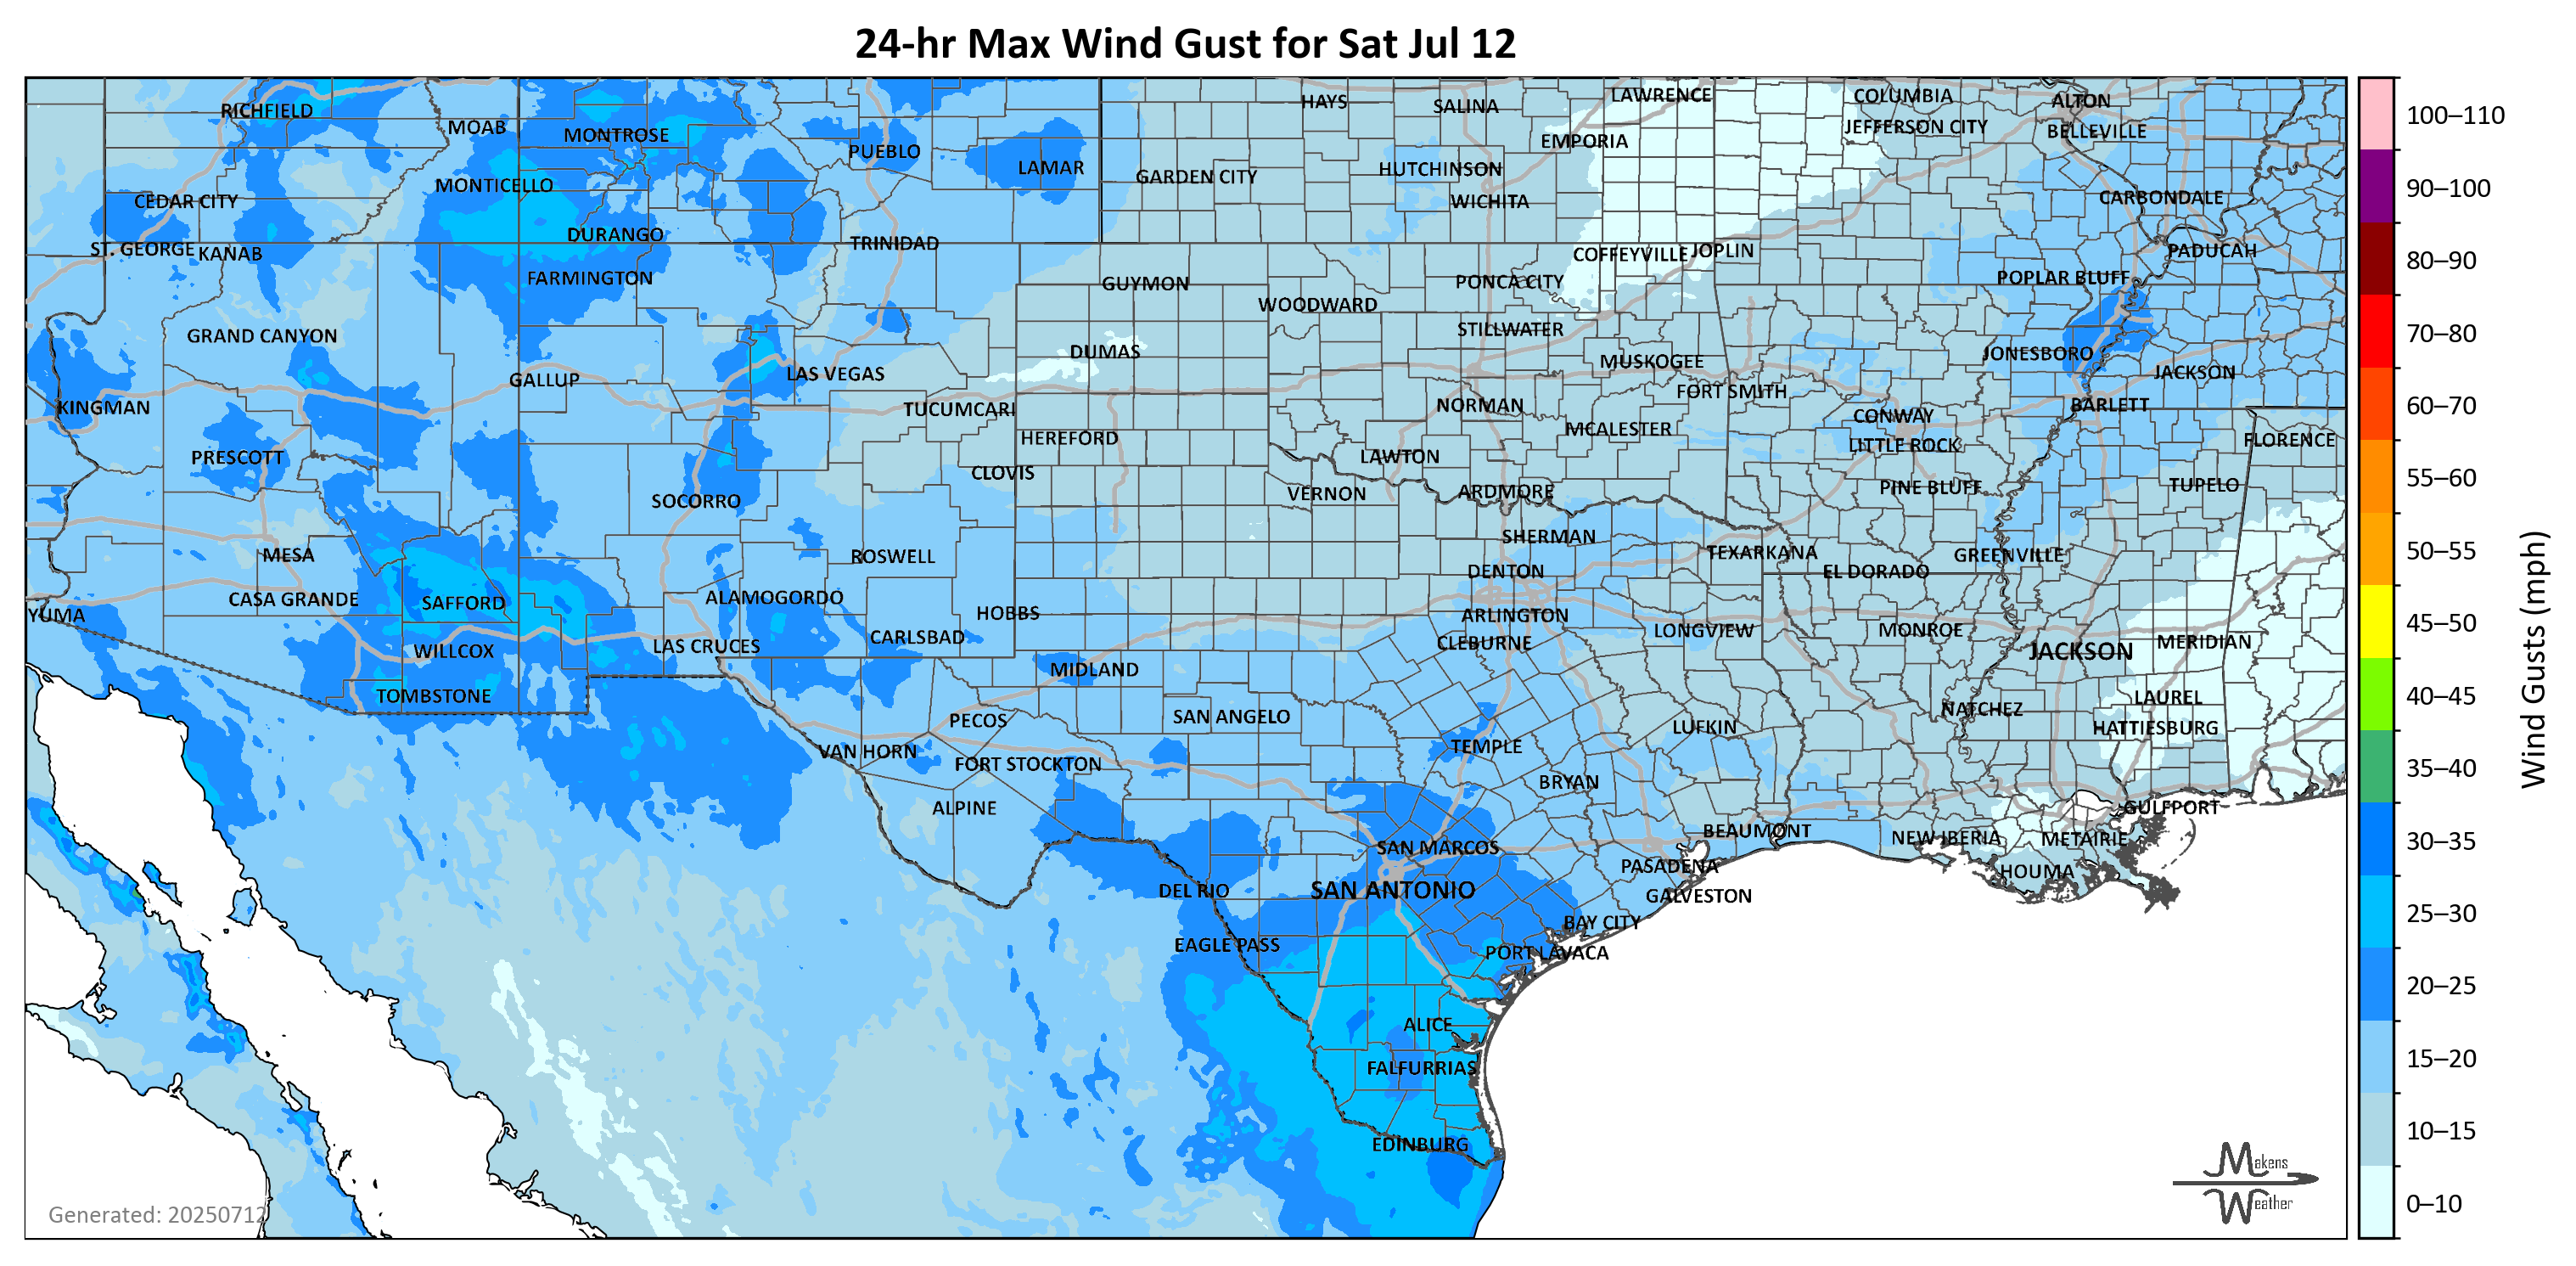 24-hr Max Wind Gust for Sat Jul 12
RICHFIELD
MOAB
MONTROSE
PUEBLO
LAMAR
HAYS
SALINA
LAWRENCE
COLUMBIA
ALTON
EMPORIA
JEFFERSON CITY
BELLEVILLE
MONTICELLO
GARDEN CITY
HUTCHINSON
WICHITA
CEDAR CITY
CARBONDALE
DURANGO
TRINIDAD
ST. GEORGE
KANAB
COFFEYVILLE
JOPLIN
PADUCAH
FARMINGTON
GUYMON
PONCA CITY
POPLAR BLUFF
WOODWARD
GRAND CANYON
STILLWATER
DUMAS
MUSKOGEE
JONESBORO
GALLUP
LAS VEGAS
JACKSON
FORT SMITH
KINGMAN
TUCUMCARI
NORMAN
CONWAY
BARLETT
HEREFORD
MCALESTER
LITTLE ROCK
FLORENCE
PRESCOTT
LAWTON
CLOVIS
SOCORRO
VERNON
ARDMORE
PINE BLUFF
TUPELO
SHERMAN
MESA
ROSWELL
TEXARKANA
GREENVILLE
DENTON
EL DORADO
CASA GRANDE
SAFFORD
ALAMOGORDO
YUMA
HOBBS
ARLINGTON
CARLSBAD
CLEBURNE
LONGVIEW
MONROE
WILLCOX
LAS CRUCES
JACKSON
MERIDIAN
MIDLAND
TOMBSTONE
LAUREL
PECOS
SAN ANGELO
NATCHEZ
HATTIESBURG
LUFKIN
VAN HORN
TEMPLE
FORT STOCKTON
BRYAN
ALPINE
GULFPORT
BEAUMONT
NEW IBERIA
METAIRIE
SAN MARCOS
PASADENA
HOUMA
DEL RIO
SAN ANTONIO
GALVESTON
BAY CITY
EAGLE PASS
PORT LAVACA
ALICE
FALFURRIAS
EDINBURG
Generated: 20250712
Makens
Weather
100–110
90–100
80–90
70–80
60–70
55–60
50–55
45–50
40–45
35–40
30–35
25–30
20–25
15–20
10–15
0–10
Wind Gusts (mph)